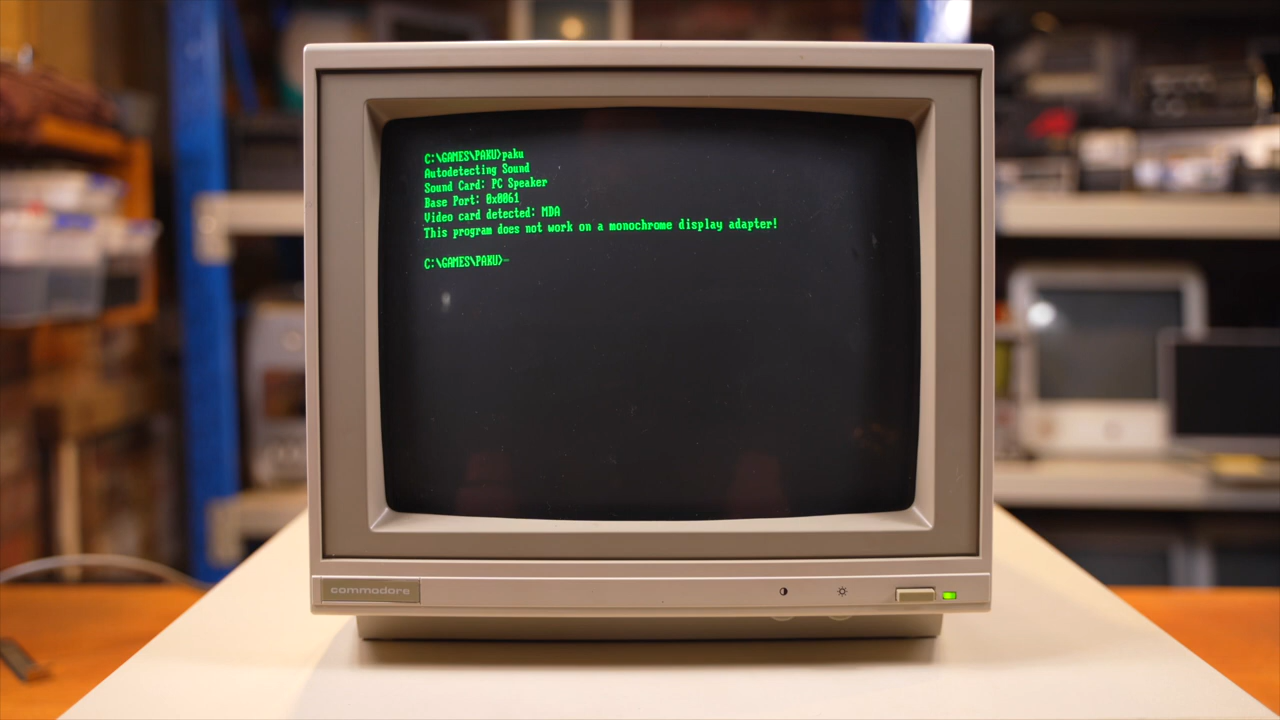 C:\GAMES\PAKU>paku
Autodetecting Sound
Sound Card: PC Speaker
Base Port: 0x0061
Video card detected: MDA
This program does not work on a monochrome display adapter!
C:\GAMES\PAKU>_
commodore